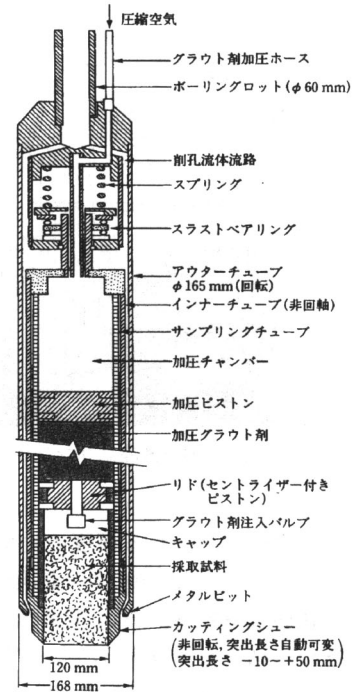 圧縮空気
グラウト剤加圧ホース
ボーリングロット(φ60mm)
削孔流体流路
スプリング
スラストベアリング
アウターチューブ
φ165mm(回転)
インナーチューブ(非回軸)
サンプリングチューブ
加圧チャンバー
加圧ピストン
加圧グラウト剤
リド(セントライザー付き
ピストン)
グラウト剤注入バルブ
キャップ
採取試料
メタルビット
カッティングシュー
(非回転,突出長さ自動可変
突出長さ −10〜+50mm)
120mm
168mm